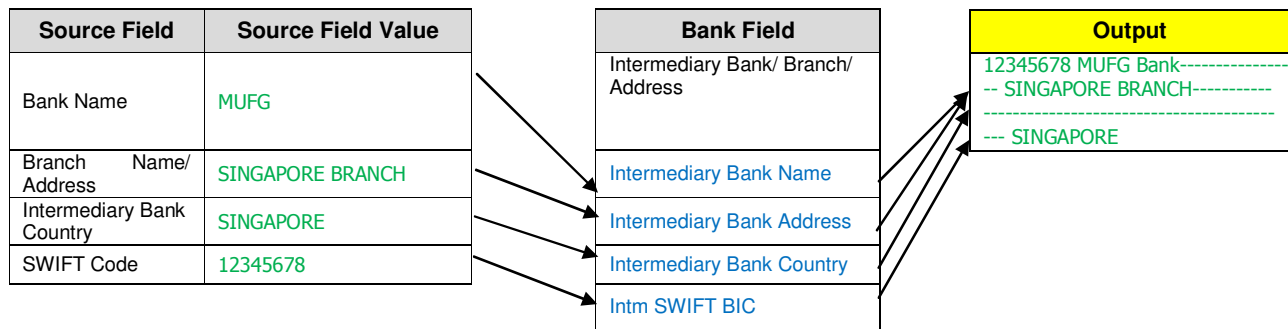 Source Field Source Field Value
Bank Name MUFG
Branch Name/
Address SINGAPORE BRANCH
Intermediary Bank
Country SINGAPORE
SWIFT Code 12345678
Bank Field
Intermediary Bank/ Branch/
Address
Intermediary Bank Name
Intermediary Bank Address
Intermediary Bank Country
Intm SWIFT BIC
Output
12345678 MUFG Bank---------------
-- SINGAPORE BRANCH-----------
----------------------------------------
--- SINGAPORE